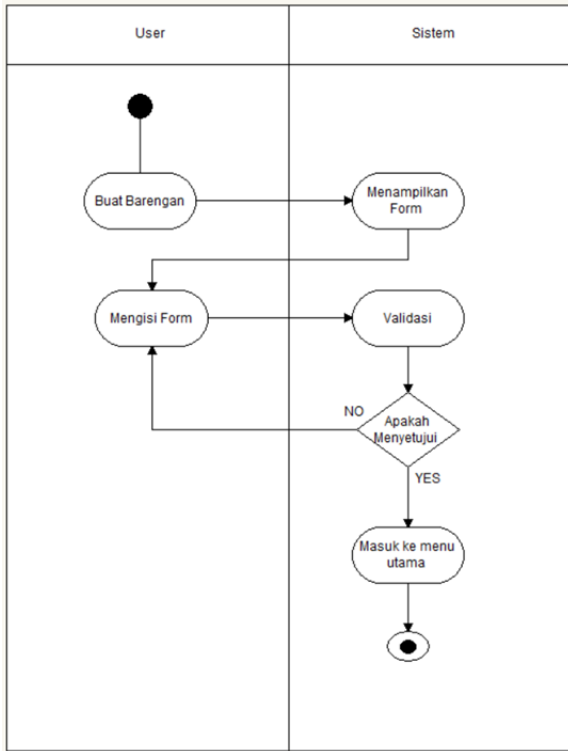 User
Sistem
Buat Barengan
Menampilkan
Form
Mengisi Form
Validasi
NO
Apakah
Menyetujui
YES
Masuk ke menu
utama